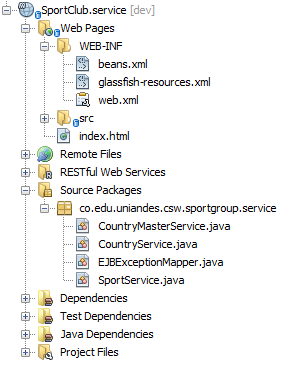 SportClub.service [dev]
Web Pages
WEB-INF
beans.xml
glassfish-resources.xml
web.xml
src
index.html
Remote Files
RESTful Web Services
Source Packages
co.edu.uniandes.csw.sportgroup.service
CountryMasterService.java
CountryService.java
EJBExceptionMapper.java
SportService.java
Dependencies
Test Dependencies
Java Dependencies
Project Files